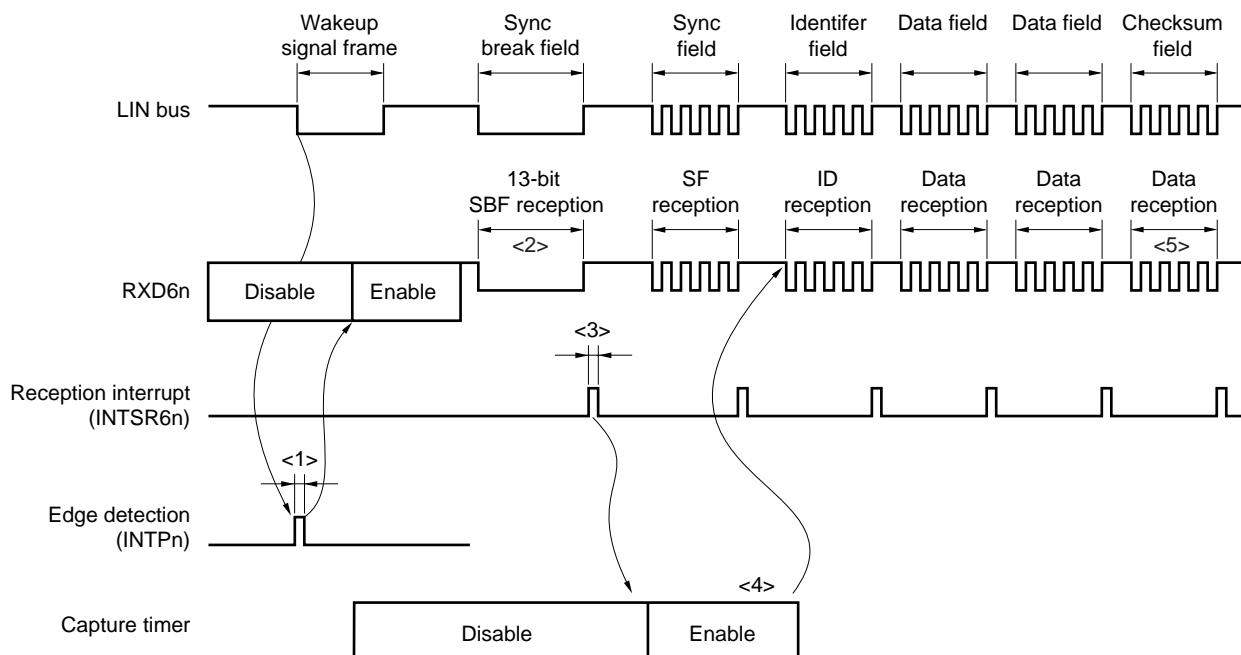 Wakeup
signal frame
Sync
break field
Sync
field
Identifer
field
Data field
Data field
Checksum
field
LIN bus
13-bit
SBF reception
SF
reception
ID
reception
Data
reception
Data
reception
Data
reception
<2>
<5>
RXD6n
Disable
Enable
<3>
Reception interrupt
(INTSR6n)
<1>
Edge detection
(INTPn)
<4>
Capture timer
Disable
Enable